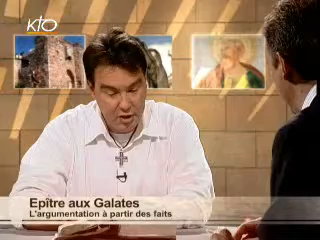 KTO
Epître aux Galates
L'argumentation à partir des faits